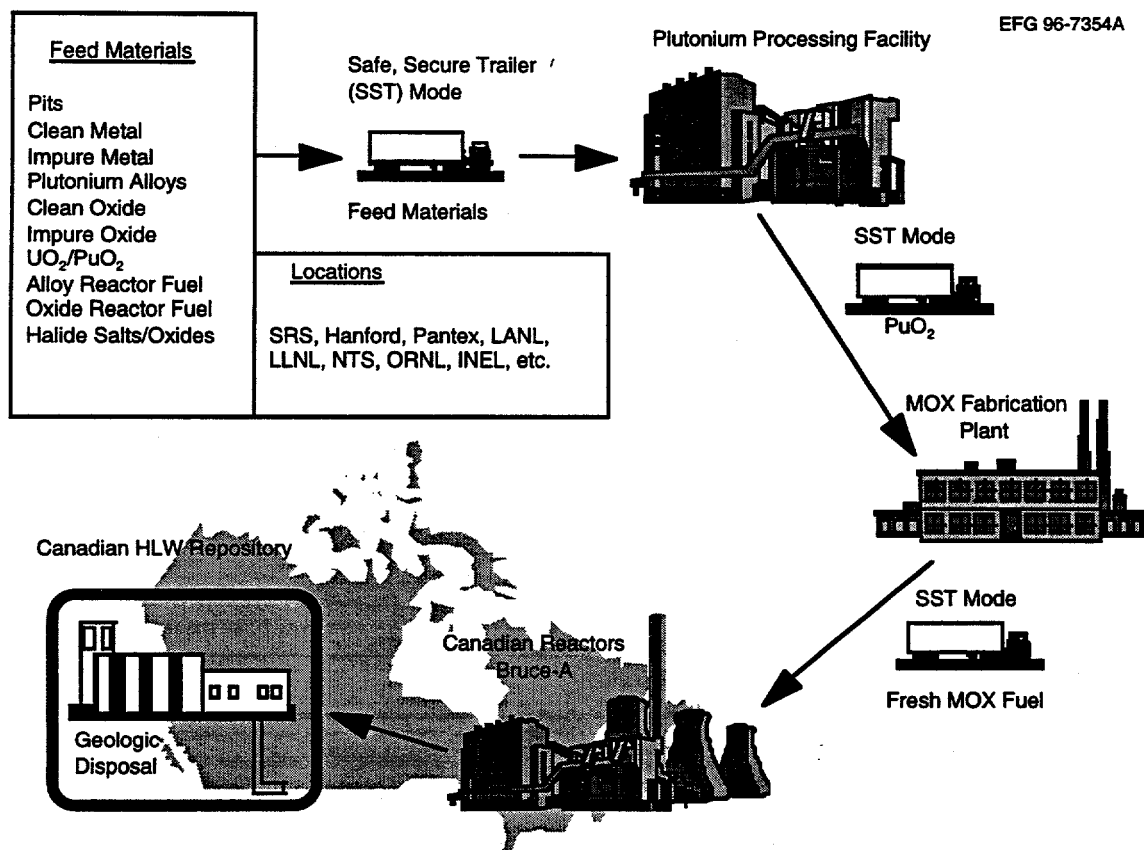 EFG 96-7354A
Feed Materials
Pits
Clean Metal
Impure Metal
Plutonium Alloys
Clean Oxide
Impure Oxide
UO₂/PuO₂
Alloy Reactor Fuel
Oxide Reactor Fuel
Halide Salts/Oxides
Locations
SRS, Hanford, Pantex, LANL,
LLNL, NTS, ORNL, INEL, etc.
Safe, Secure Trailer
(SST) Mode
Feed Materials
Plutonium Processing Facility
SST Mode
PuO₂
MOX Fabrication
Plant
SST Mode
Fresh MOX Fuel
Canadian Reactors
Bruce-A
Canadian HLW Repository
Geologic
Disposal